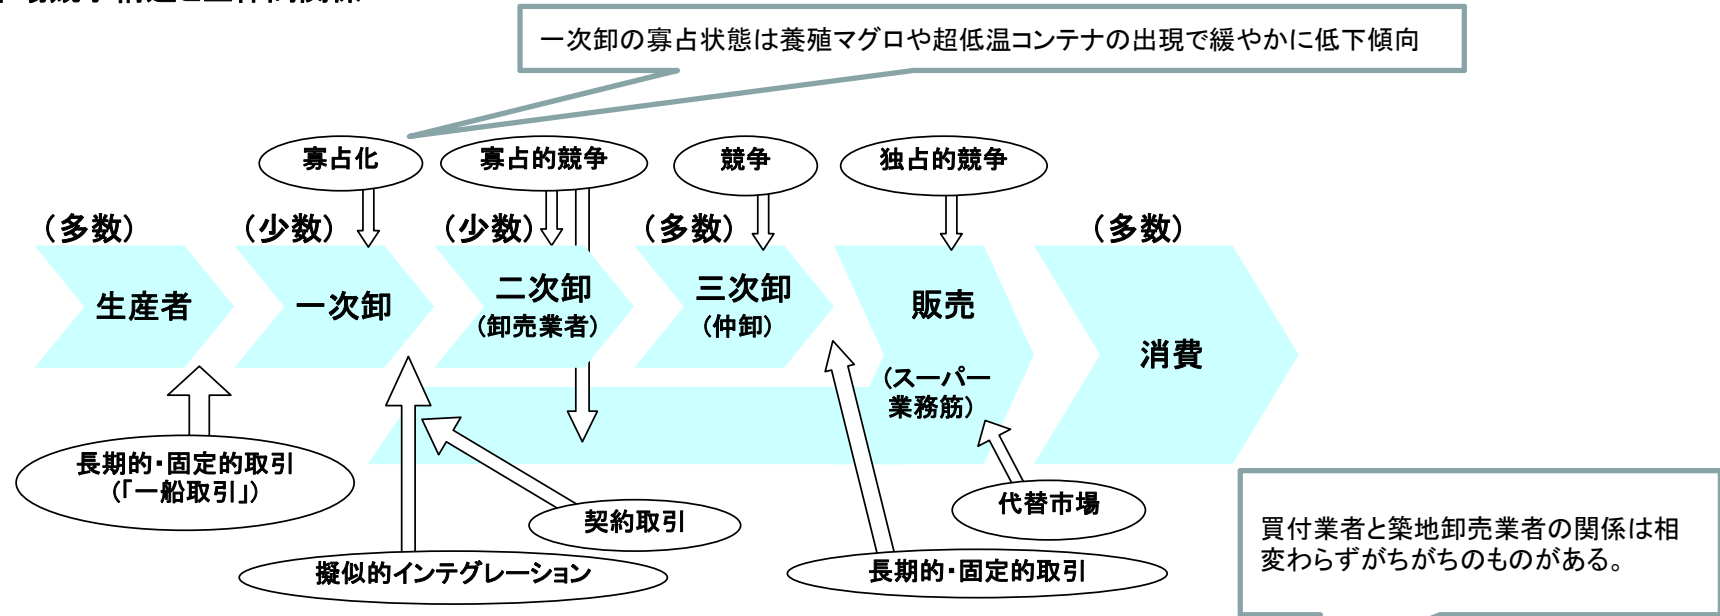 一次卸の寡占状態は養殖マグロや超低温コンテナの出現で緩やかに低下傾向
寡占化
寡占的競争
競争
独占的競争
（多数）
（少数）
（少数）
（多数）
（多数）
生産者
一次卸
二次卸
（卸売業者）
三次卸
（仲卸）
販売
（スーパー
業務筋）
消費
長期的・固定的取引
（「一船取引」）
契約取引
擬似的インテグレーション
代替市場
長期的・固定的取引
買付業者と築地卸売業者の関係は相
変わらずがちがちのものがある。